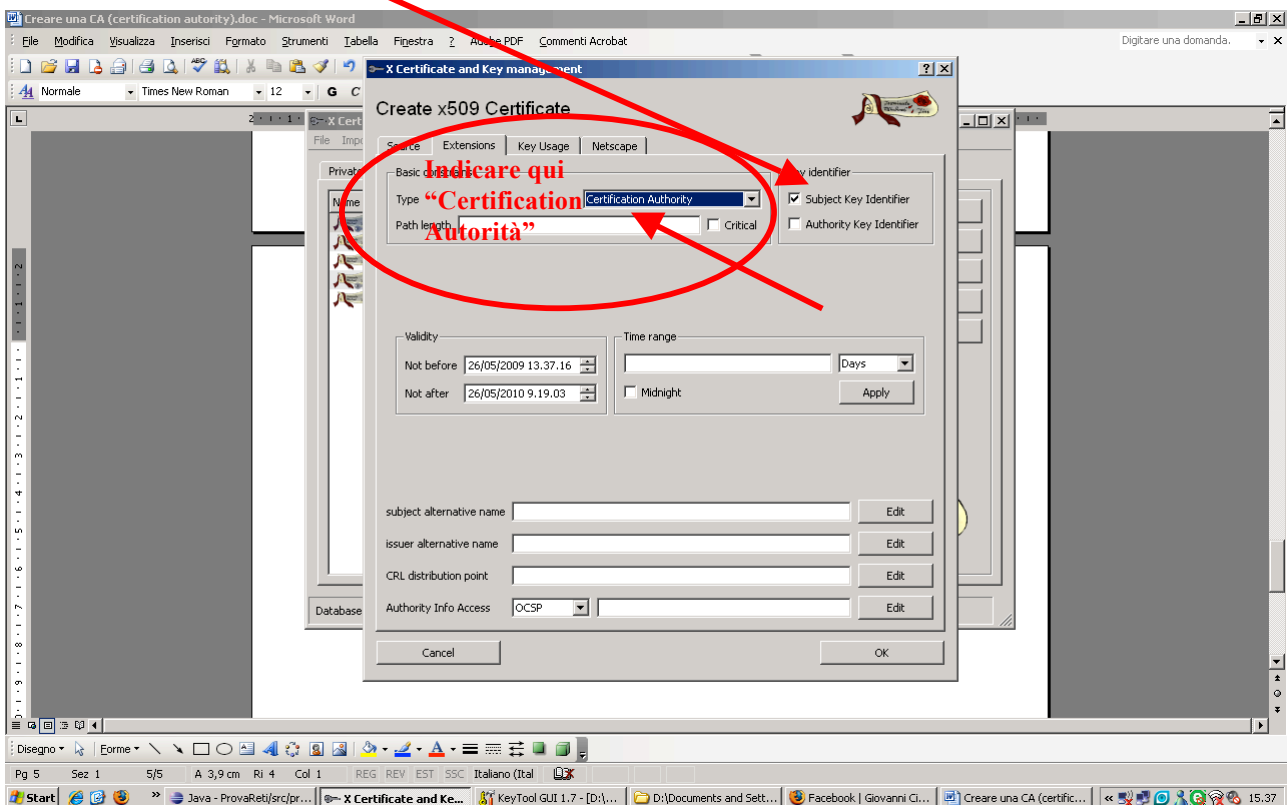 Creare una CA (certification autority).doc - Microsoft Word
File Modifica Visualizza Inserisci Formato Strumenti Tabella Finestra ? Adobe PDF Commenti Acrobat Digitare una domanda.
Normale Times New Roman 12 G C
X Certificate and Key management
Create x509 Certificate
X Cert
File Impo
Source Extensions Key Usage Netscape
Basic constrains
Indicare qui
“Certification
Autorità”
Type Certification Authority
Path length Critical
Subject Key Identifier
Authority Key Identifier
identifier
Name
Validity
Not before 26/05/2009 13.37.16
Not after 26/05/2010 9.19.03
Time range
Days
Midnight Apply
subject alternative name Edit
issuer alternative name Edit
CRL distribution point Edit
Authority Info Access OCSP Edit
Database
Cancel OK
Disegno Forme
Pg 5 Sez 1 5/5 A 3,9 cm Ri 4 Col 1 REG REV EST SSC Italiano (Ital
Start Java - ProvaReti/src/pr... X Certificate and Ke... KeyTool GUI 1.7 - [D:\... D:\Documents and Sett... Facebook | Giovanni Ci... Creare una CA (certific... 15.37